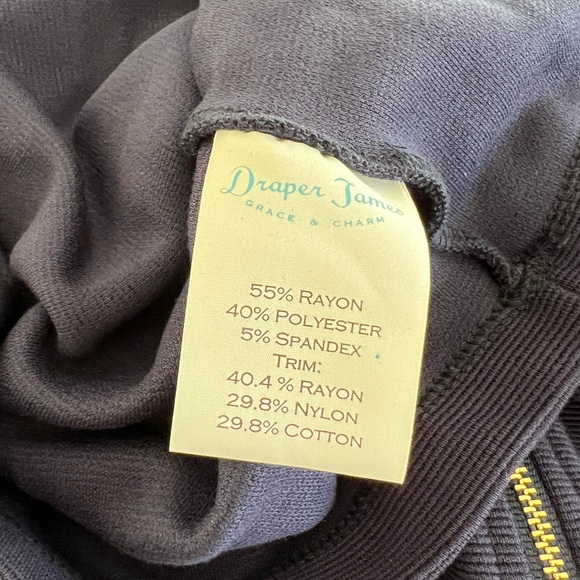 Draper James
GRACE & CHARM
55% RAYON
40% POLYESTER
5% SPANDEX
TRIM:
40.4% RAYON
29.8% NYLON
29.8% COTTON